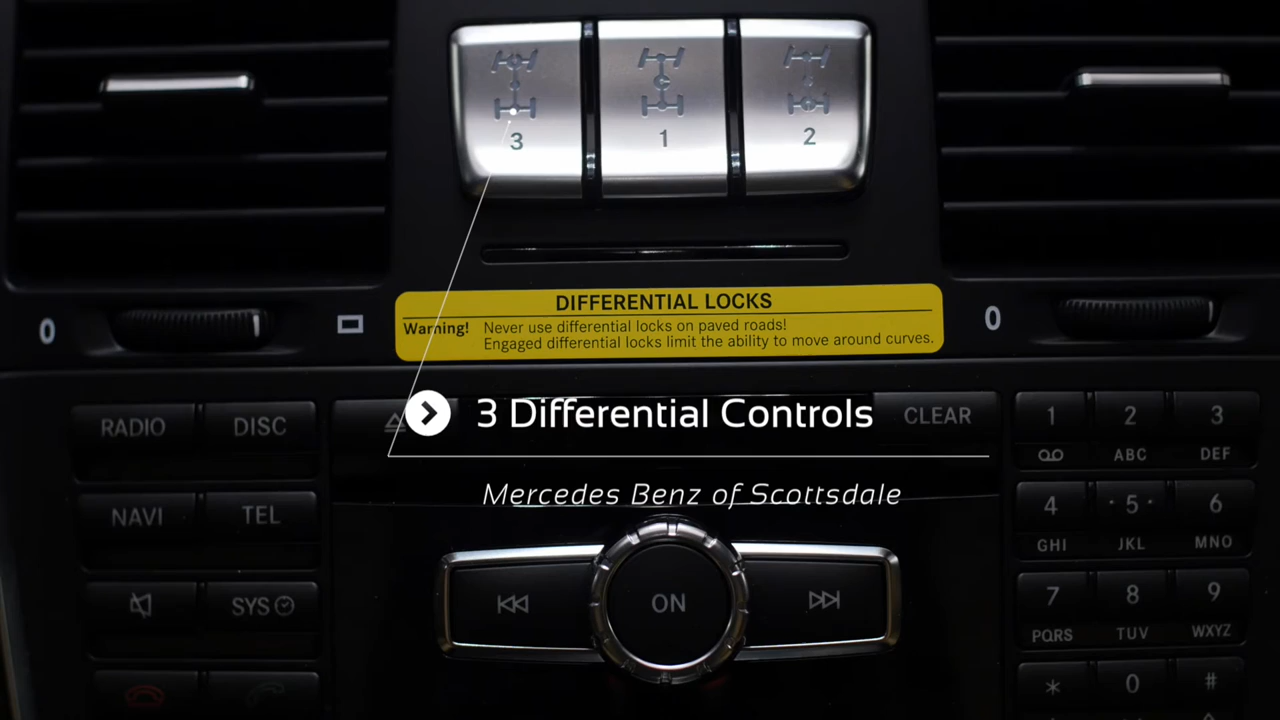 3 1 2
DIFFERENTIAL LOCKS
Warning! Never use differential locks on paved roads!
Engaged differential locks limit the ability to move around curves.
0 0
3 Differential Controls
Mercedes Benz of Scottsdale
RADIO DISC CLEAR 1 2 3
ABC DEF
NAVI TEL 4 5 6
GHI JKL MNO
SYS ON 7 8 9
PQRS TUV WXYZ
* 0 #